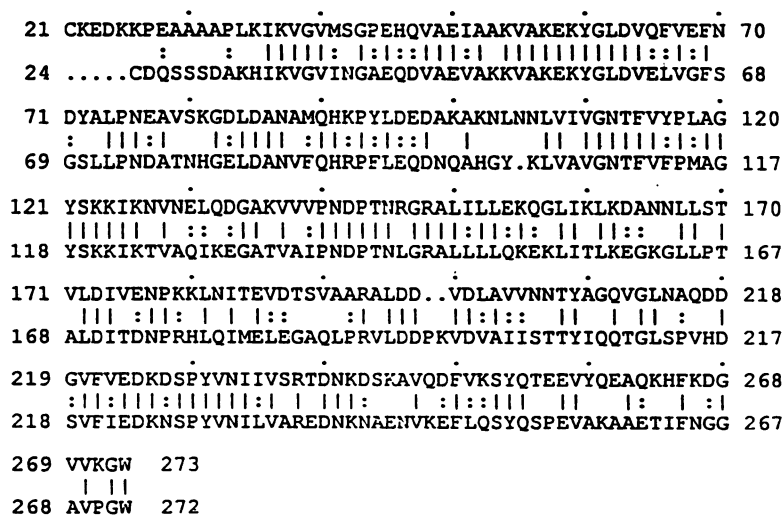 21 CKEDKKPEAAAAPLKIKVGVMSGPEHQVAEIAAKVAKEKYGLDVQFVEFN 70
24 .....CDQSSSDAKHIKVGVINGAEQDVAEVAKKVAKEKYGLDVELVGFS 68
71 DYALPNEAVSKGDLDANAMQHKPYLDEDAKAKNLNNLVIVGNTFVYPLAG 120
69 GSLLPNDATNHGELDANVFQHRPFLEQDNQAHGY.KLVAVGNTFVFPMAG 117
121 YSKKIKNVNELQDGAKVVVPNDPTNRGRALILLEKQGLIKLKDANNLLST 170
118 YSKKIKTVAQIKEGATVAIPNDPTNLGRALLLLQKEKLITLKEGKGLLPT 167
171 VLDIVENPKKLNITEVDTSVAARALDD..VDLAVVNNTYAGQVGLNAQDD 218
168 ALDITDNPRHLQIMELEGAQLPRVLDDPKVDVAIISTTYIQQTGLSPVHD 217
219 GVFVEDKDSPYVNIIVSRTDNKDSKAVQDFVKSYQTEEVYQEAQKHFKDG 268
218 SVFIEDKNSPYVNILVAREDNKNAENVKEFLQSYQSPEVAKAAETIFNGG 267
269 VVKGW 273
268 AVPGW 272